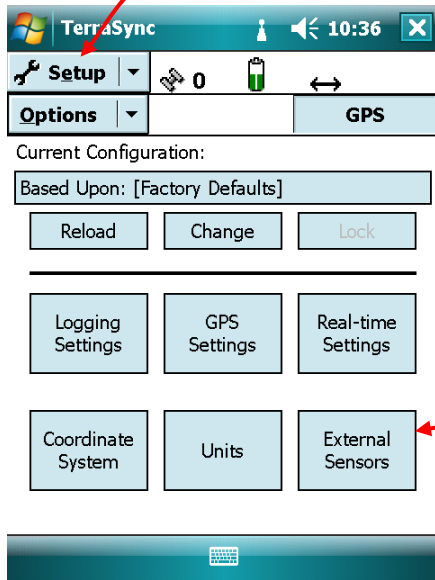 TerraSync 10:36
Setup 0
Options GPS
Current Configuration:
Based Upon: [Factory Defaults]
Reload Change Lock
Logging GPS Real-time
Settings Settings Settings
Coordinate Units External
System Sensors